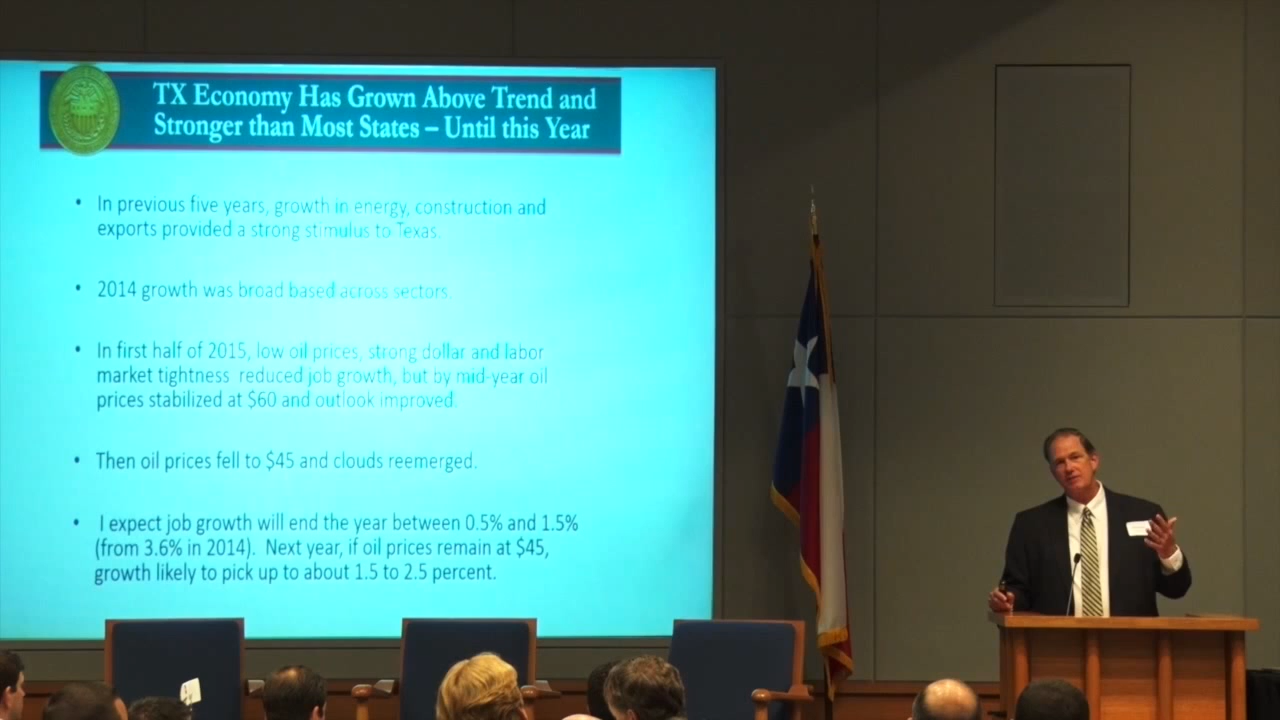 TX Economy Has Grown Above Trend and
Stronger than Most States – Until this Year
• In previous five years, growth in energy, construction and
exports provided a strong stimulus to Texas.
• 2014 growth was broad based across sectors.
• In first half of 2015, low oil prices, strong dollar and labor
market tightness reduced job growth, but by mid-year oil
prices stabilized at $60 and outlook improved.
• Then oil prices fell to $45 and clouds reemerged.
• I expect job growth will end the year between 0.5% and 1.5%
(from 3.6% in 2014). Next year, if oil prices remain at $45,
growth likely to pick up to about 1.5 to 2.5 percent.